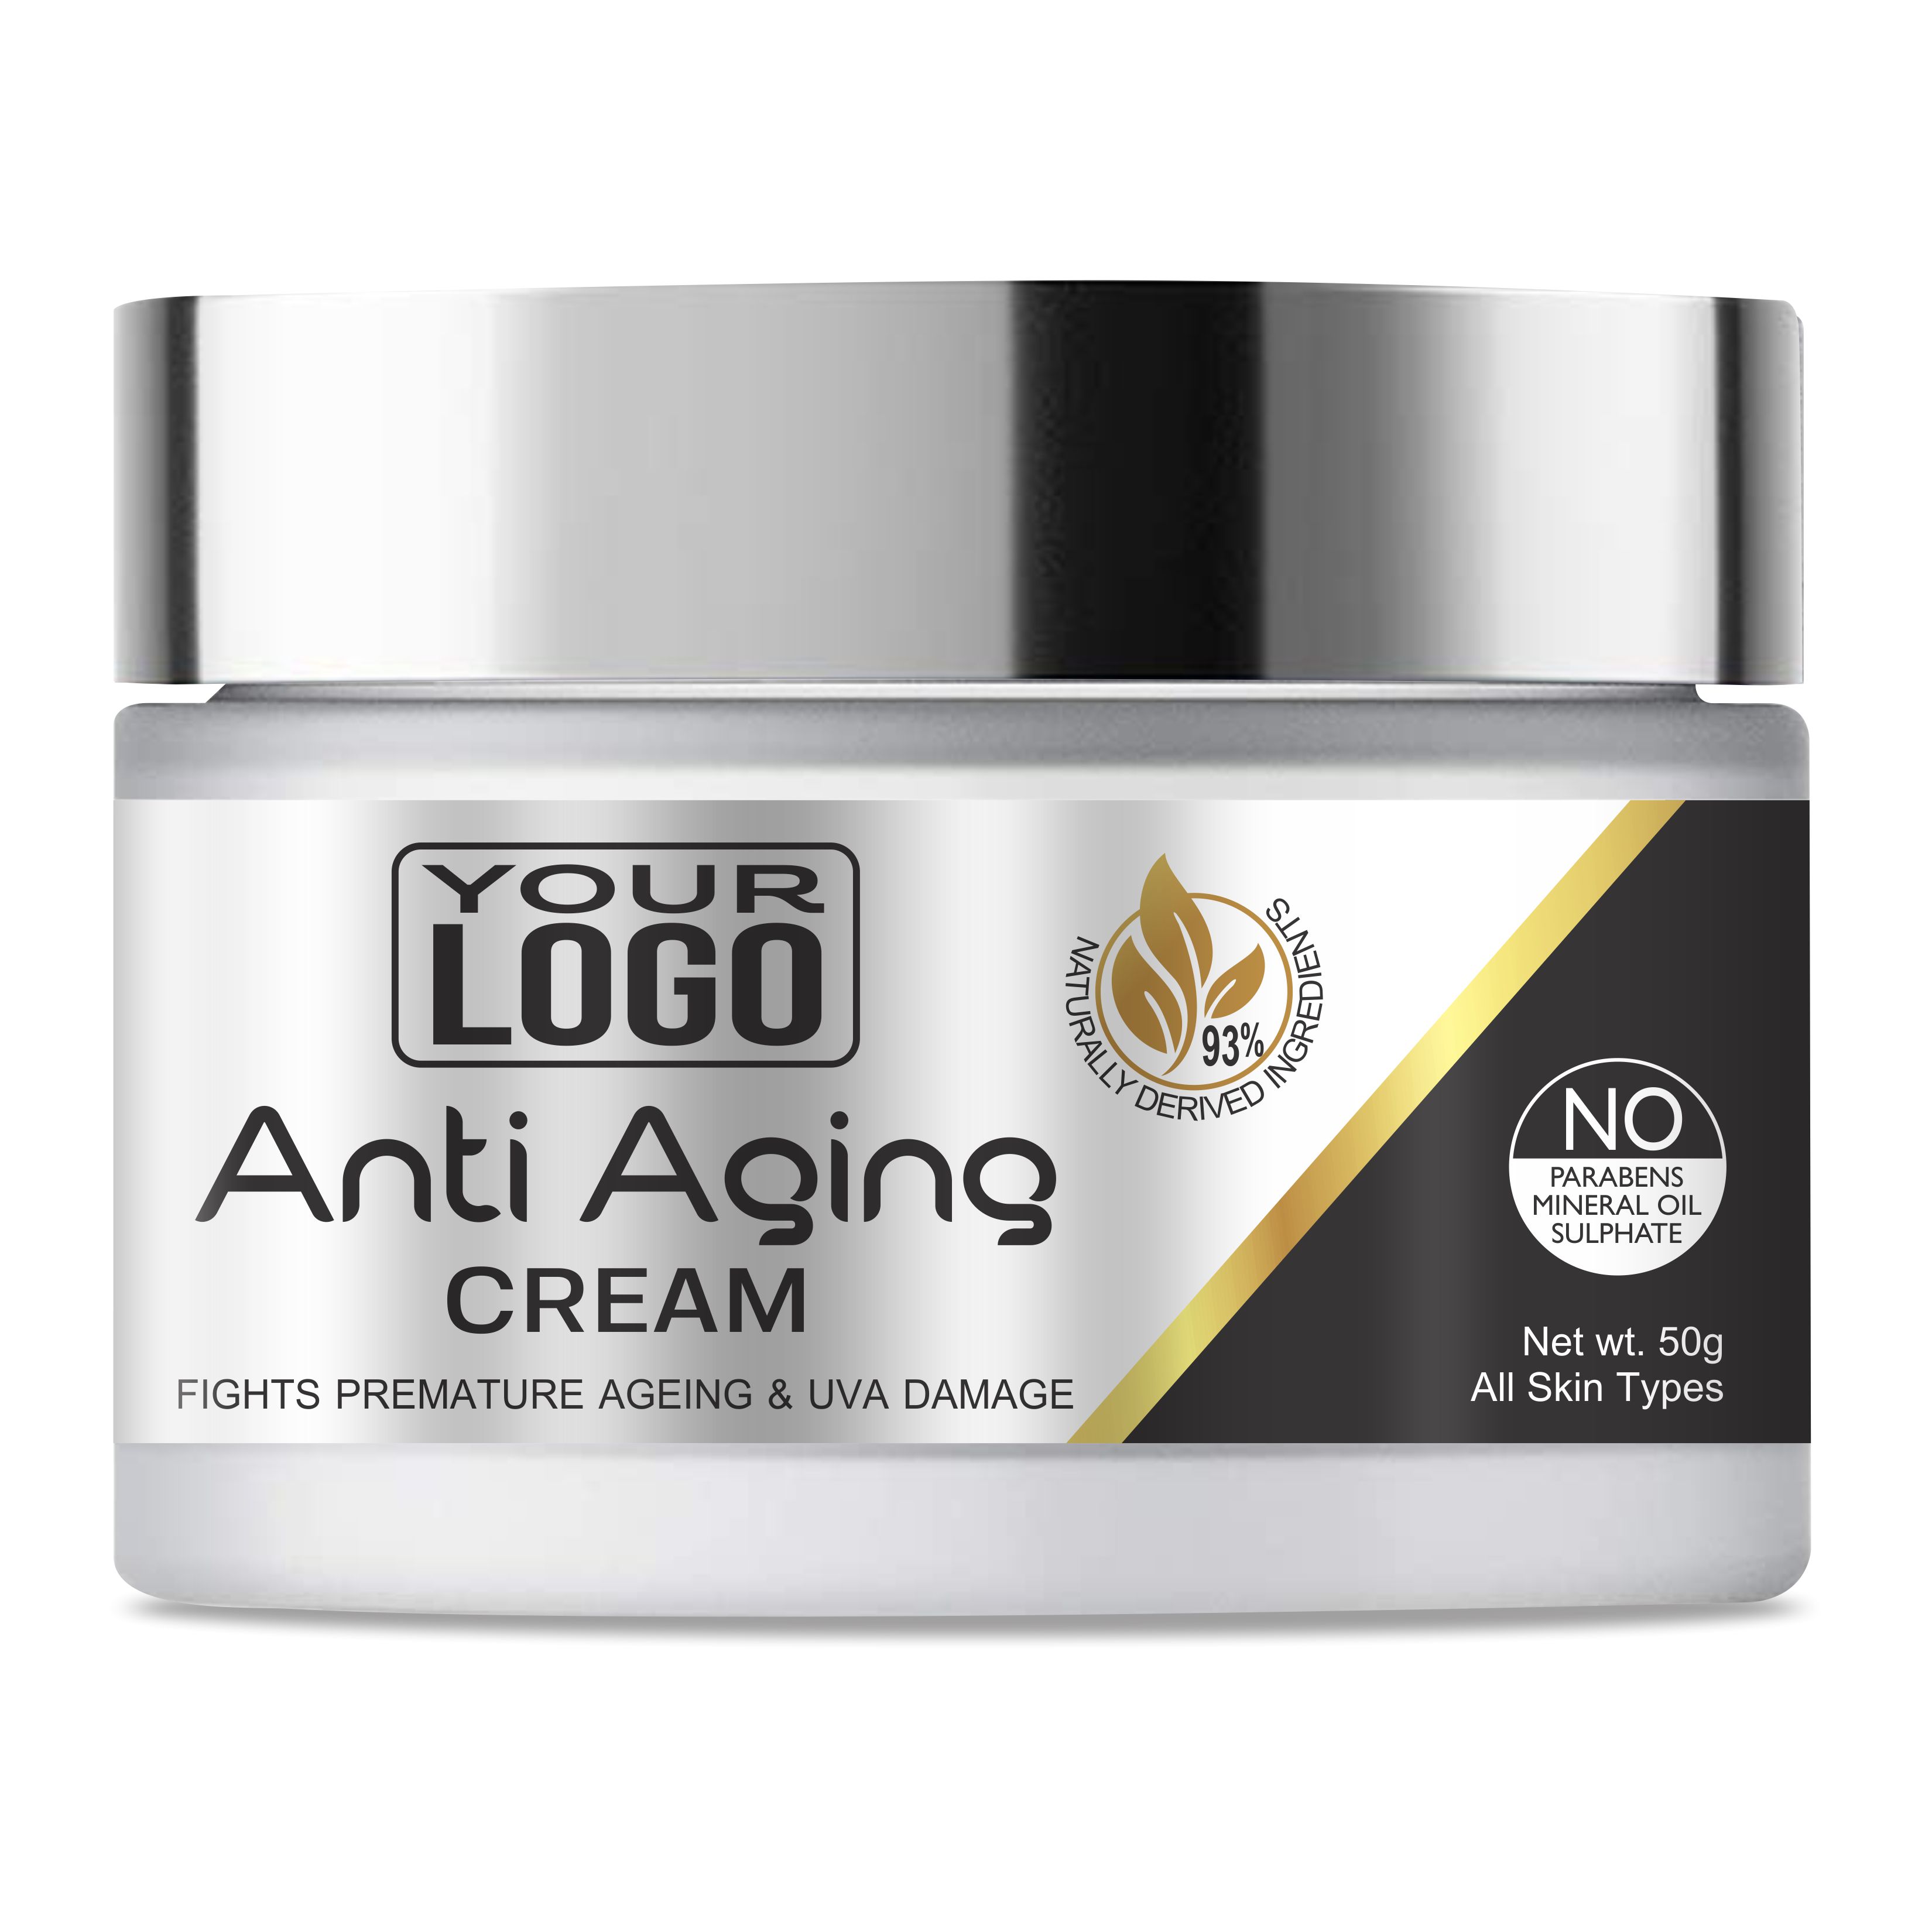 YOUR
LOGO
Anti Aging
CREAM
FIGHTS PREMATURE AGEING & UVA DAMAGE
93%
NATURALLY DERIVED INGREDIENTS
NO
PARABENS
MINERAL OIL
SULPHATE
Net wt. 50g
All Skin Types